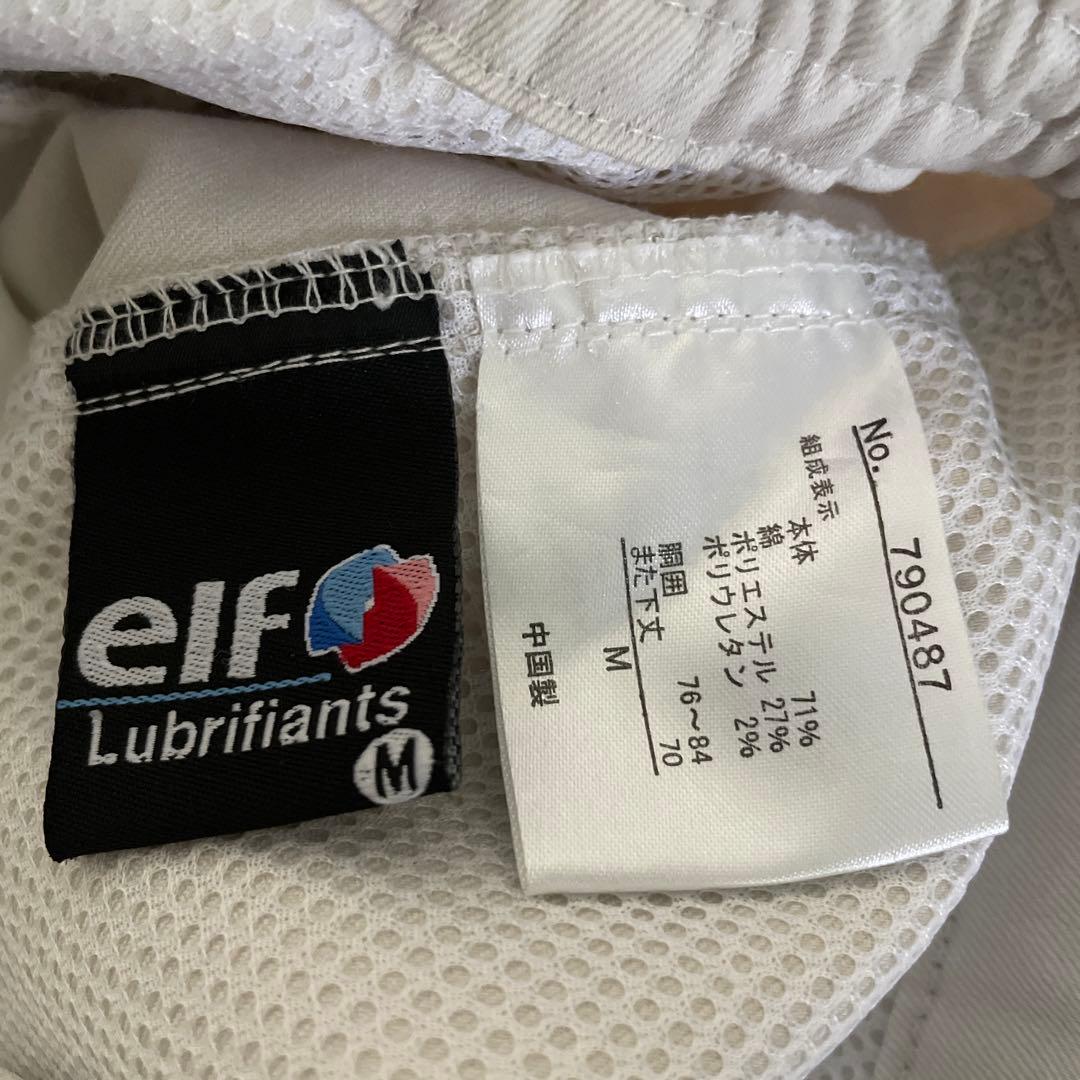 elf
Lubrifiants
M
No. 790487
組成表示
本体
綿 71%
ポリエステル 27%
ポリウレタン 2%
胴囲 76～84
また下丈 70
M
中国製